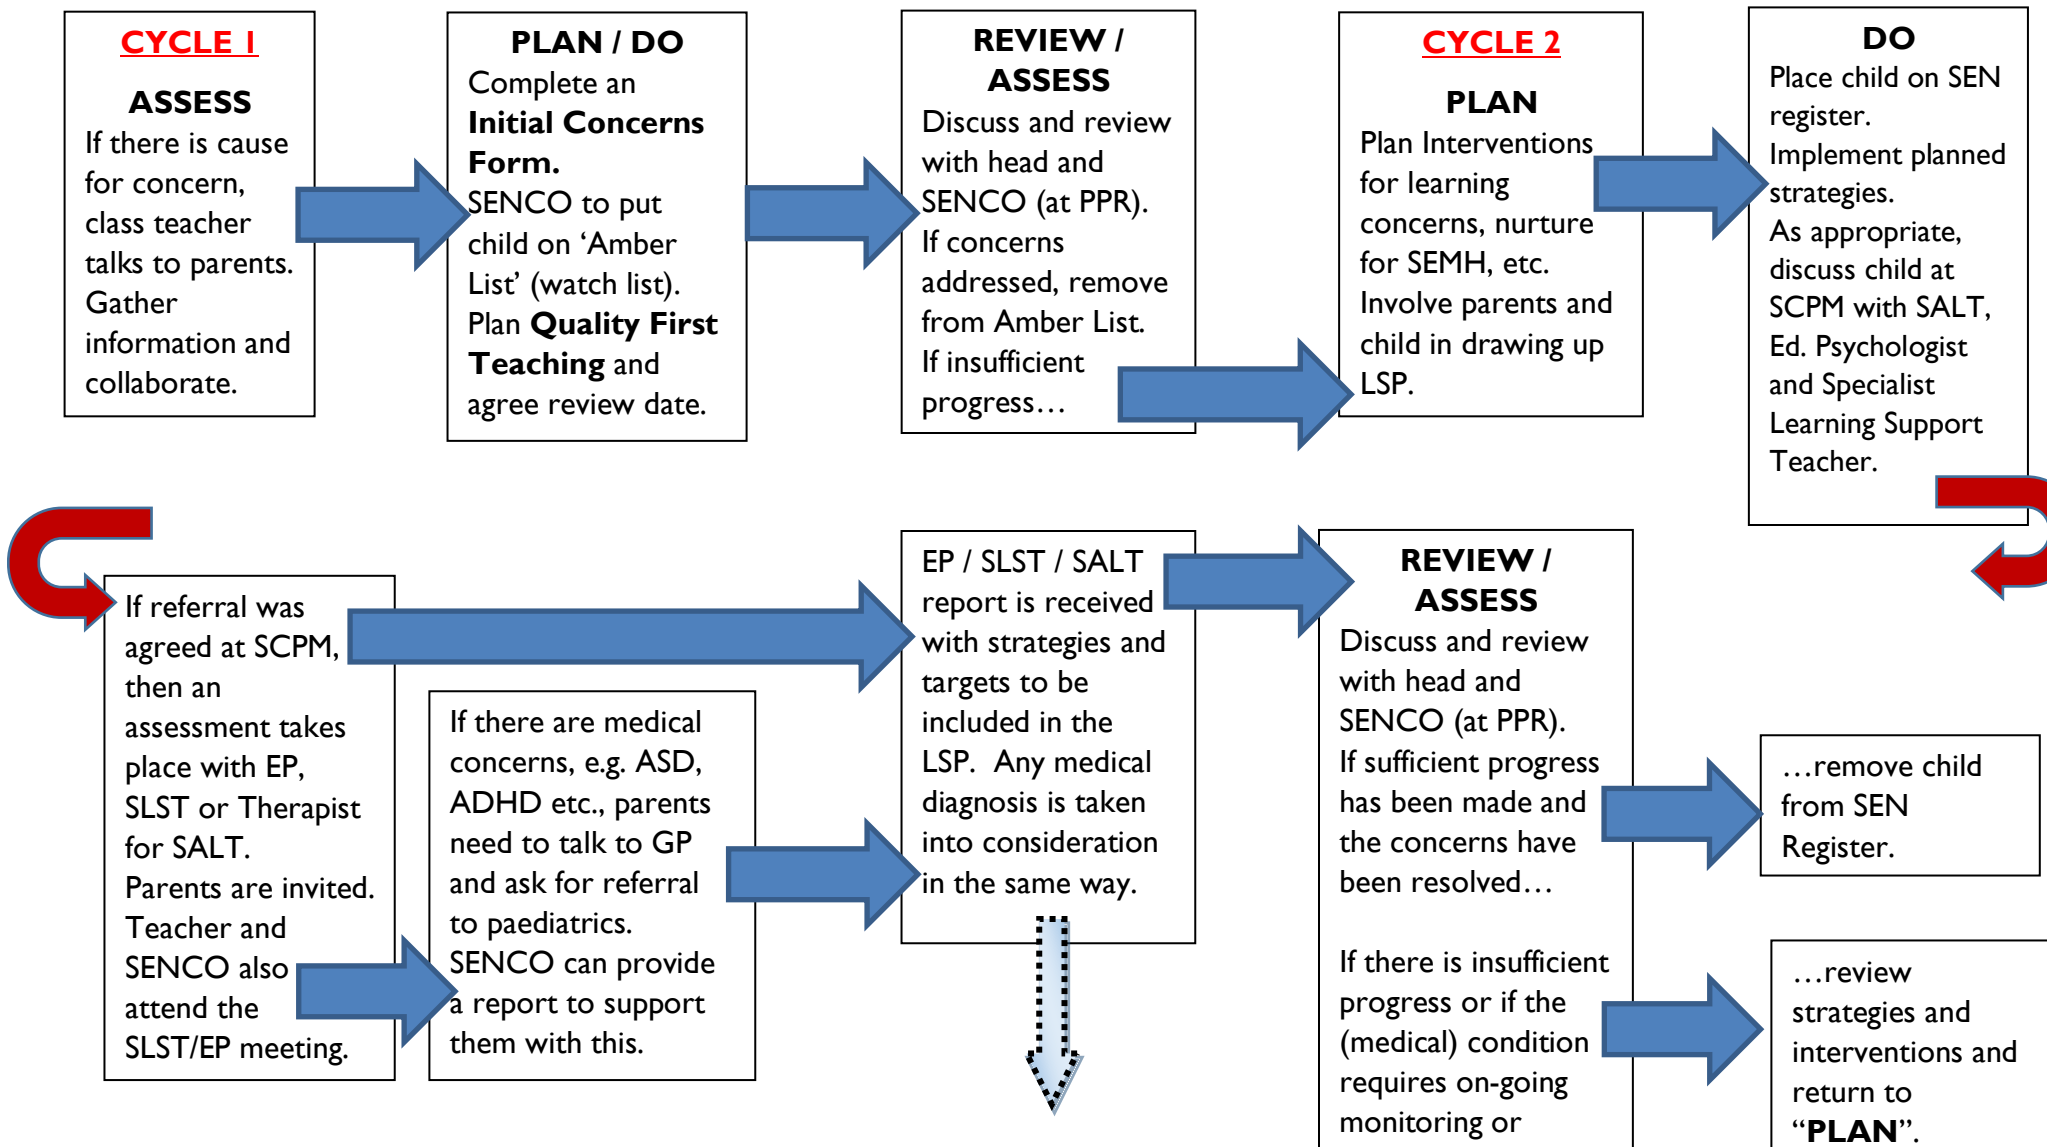 CYCLE 1
ASSESS
If there is cause
for concern,
class teacher
talks to parents.
Gather
information and
collaborate.
PLAN / DO
Complete an
Initial Concerns
Form.
SENCO to put
child on ‘Amber
List’ (watch list).
Plan Quality First
Teaching and
agree review date.
REVIEW /
ASSESS
Discuss and review
with head and
SENCO (at PPR).
If concerns
addressed, remove
from Amber List.
If insufficient
progress…
CYCLE 2
PLAN
Plan Interventions
for learning
concerns, nurture
for SEMH, etc.
Involve parents and
child in drawing up
LSP.
DO
Place child on SEN
register.
Implement planned
strategies.
As appropriate,
discuss child at
SCPM with SALT,
Ed. Psychologist
and Specialist
Learning Support
Teacher.
If referral was
agreed at SCPM,
then an
assessment takes
place with EP,
SLST or Therapist
for SALT.
Parents are invited.
Teacher and
SENCO also
attend the
SLST/EP meeting.
If there are medical
concerns, e.g. ASD,
ADHD etc., parents
need to talk to GP
and ask for referral
to paediatrics.
SENCO can provide
a report to support
them with this.
EP / SLST / SALT
report is received
with strategies and
targets to be
included in the
LSP.  Any medical
diagnosis is taken
into consideration
in the same way.
REVIEW /
ASSESS
Discuss and review
with head and
SENCO (at PPR).
If sufficient progress
has been made and
the concerns have
been resolved…
If there is insufficient
progress or if the
(medical) condition
requires on-going
monitoring or
…remove child
from SEN
Register.
…review
strategies and
interventions and
return to
“PLAN”.